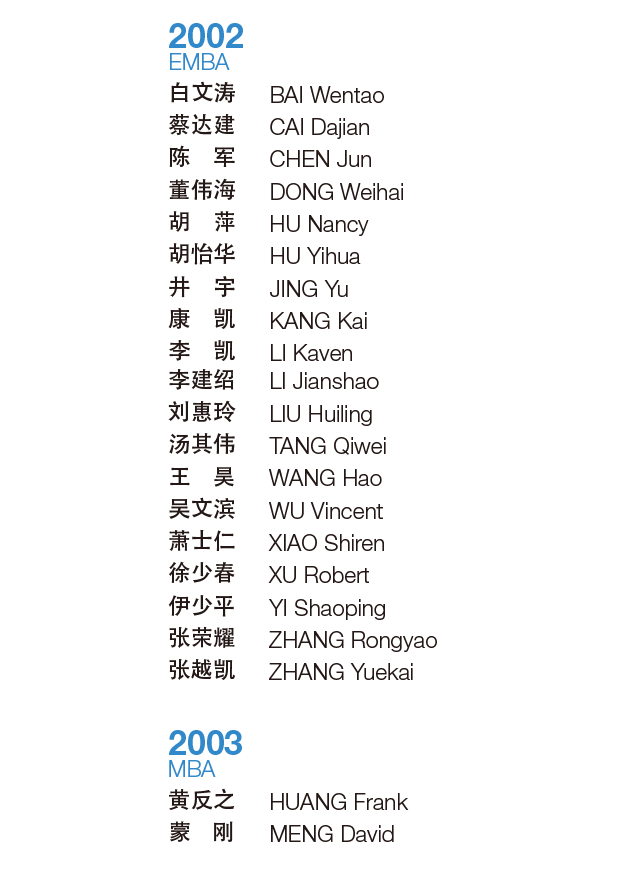 2002
EMBA
白文涛 BAI Wentao
蔡达建 CAI Dajian
陈 军 CHEN Jun
董伟海 DONG Weihai
胡 萍 HU Nancy
胡怡华 HU Yihua
井 宇 JING Yu
康 凯 KANG Kai
李 凯 LI Kaven
李建绍 LI Jianshao
刘惠玲 LIU Huiling
汤其伟 TANG Qiwei
王 昊 WANG Hao
吴文滨 WU Vincent
萧士仁 XIAO Shiren
徐少春 XU Robert
伊少平 YI Shaoping
张荣耀 ZHANG Rongyao
张越凯 ZHANG Yuekai
2003
MBA
黄反之 HUANG Frank
蒙 刚 MENG David